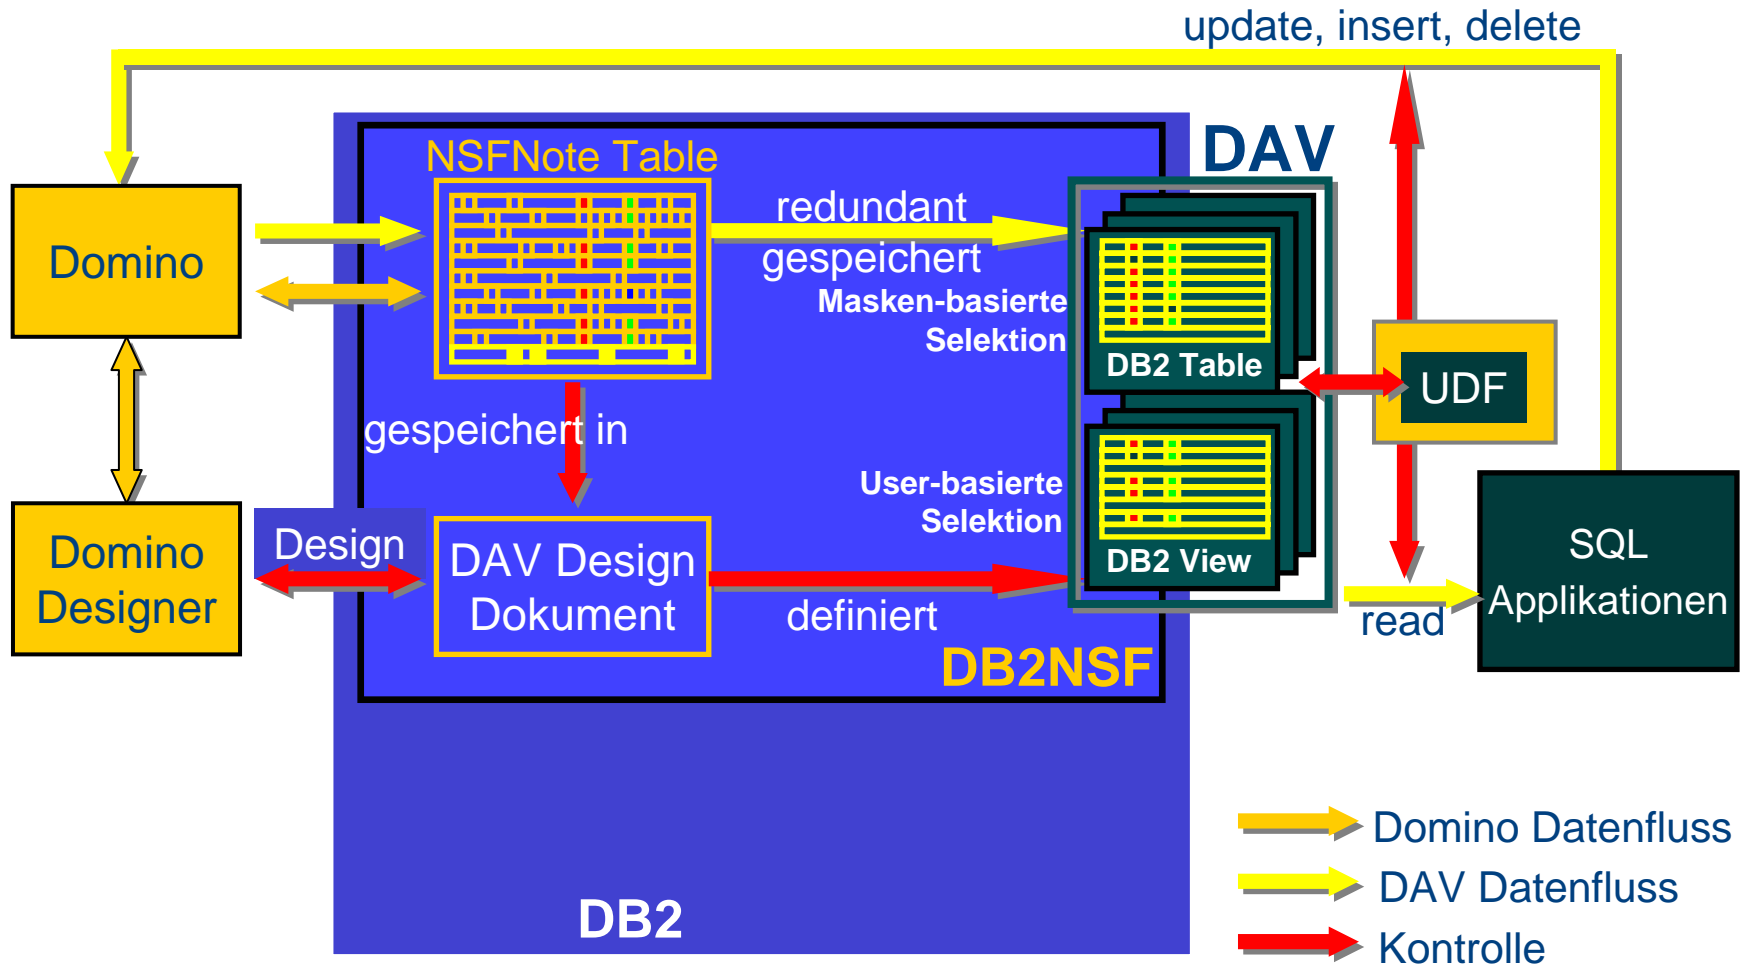 update, insert, delete
DAV
NSFNote Table
redundant
gespeichert
Masken-basierte
Selektion
Domino
DB2 Table
UDF
gespeichert in
User-basierte
Selektion
Design
Domino
Designer
DAV Design
Dokument
definiert
DB2 View
read
SQL
Applikationen
DB2NSF
DB2
Domino Datenfluss
DAV Datenfluss
Kontrolle